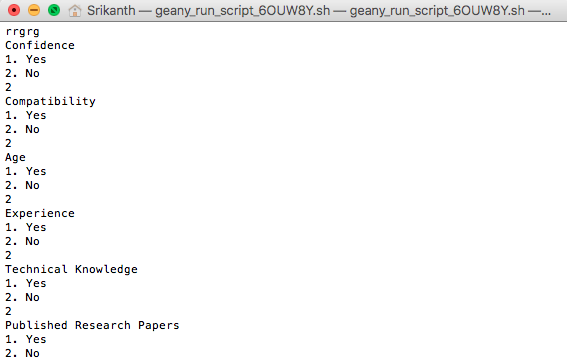 Srikanth — geany_run_script_6OUW8Y.sh — geany_run_script_6OUW8Y.sh —...
rrgrg
Confidence
1. Yes
2. No
2
Compatibility
1. Yes
2. No
2
Age
1. Yes
2. No
2
Experience
1. Yes
2. No
2
Technical Knowledge
1. Yes
2. No
2
Published Research Papers
1. Yes
2. No